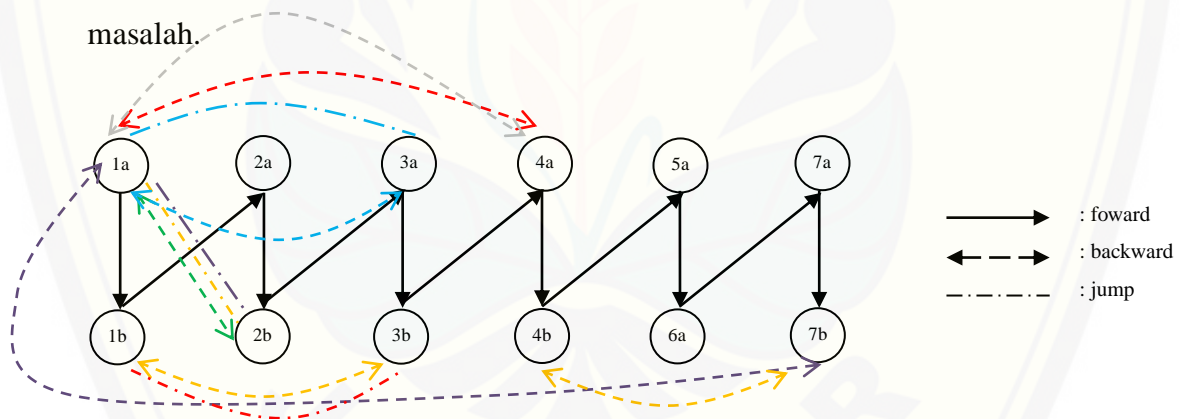 masalah.
1a 2a 3a 4a 5a 7a
: foward
: backward
: jump
1b 2b 3b 4b 6a 7b